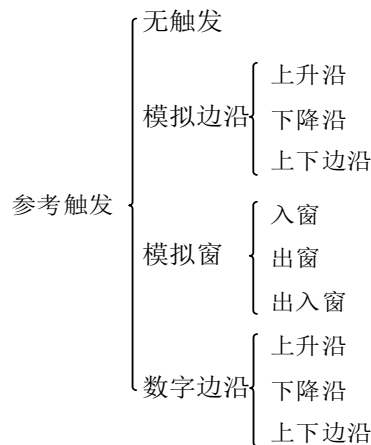 无触发
上升沿
模拟边沿
下降沿
上下边沿
参考触发
入窗
模拟窗
出窗
出入窗
上升沿
数字边沿
下降沿
上下边沿